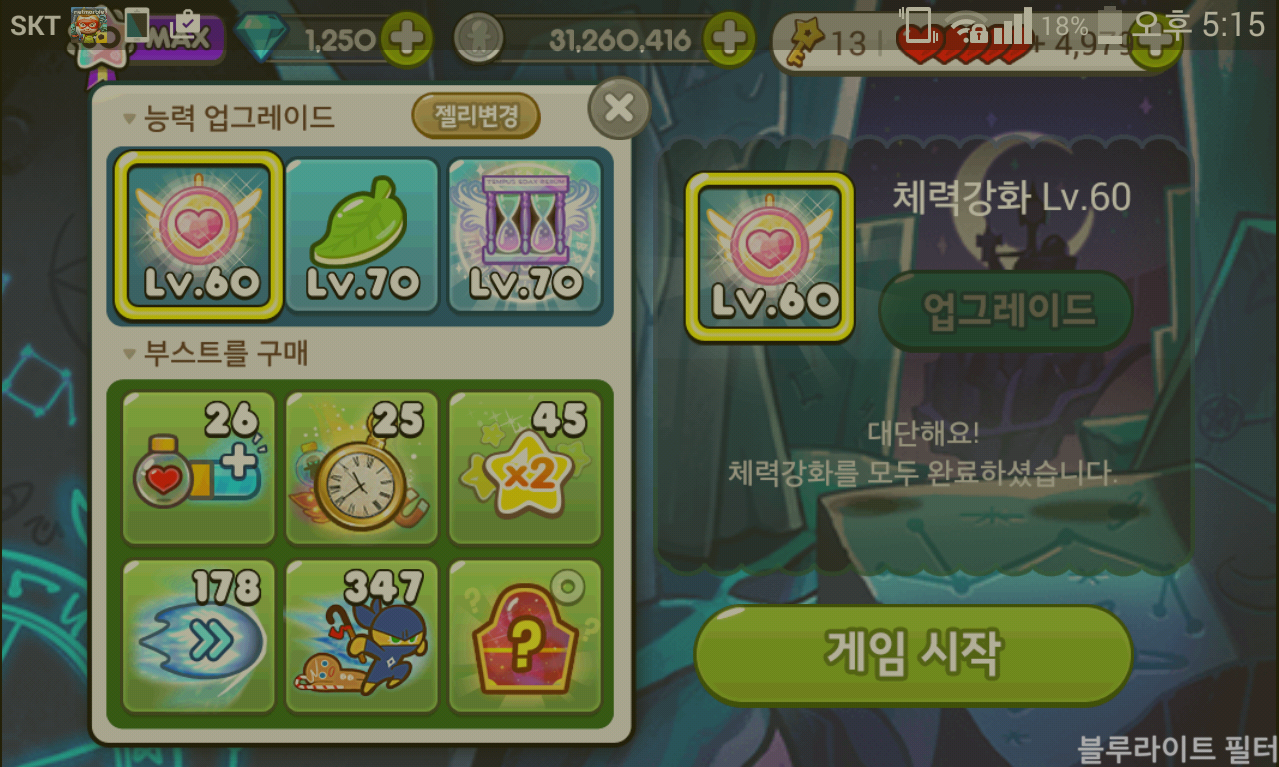 SKT
MAX
1,250
31,260,416
13
18%
오후 5:15
능력 업그레이드
젤리변경
Lv.60
Lv.70
TEMPUS EDAX RERUM
Lv.70
Lv.60
체력강화 Lv.60
업그레이드
부스트를 구매
26
25
45
x2
대단해요!
체력강화를 모두 완료하셨습니다.
178
347
?
게임 시작
블루라이트 필터